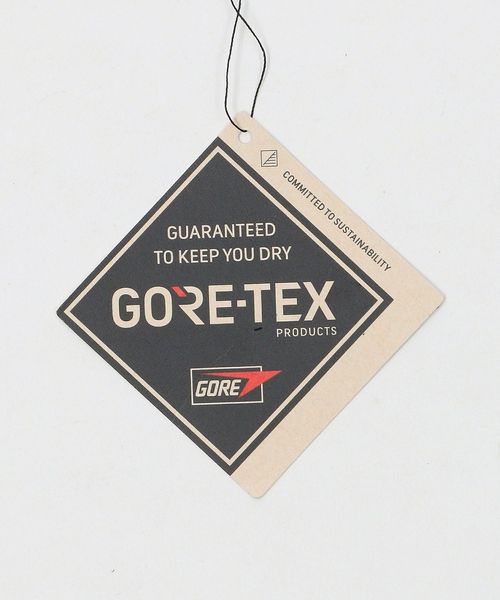 COMMITTED TO SUSTAINABILITY
GUARANTEED
TO KEEP YOU DRY
GORE-TEX
PRODUCTS
GORE